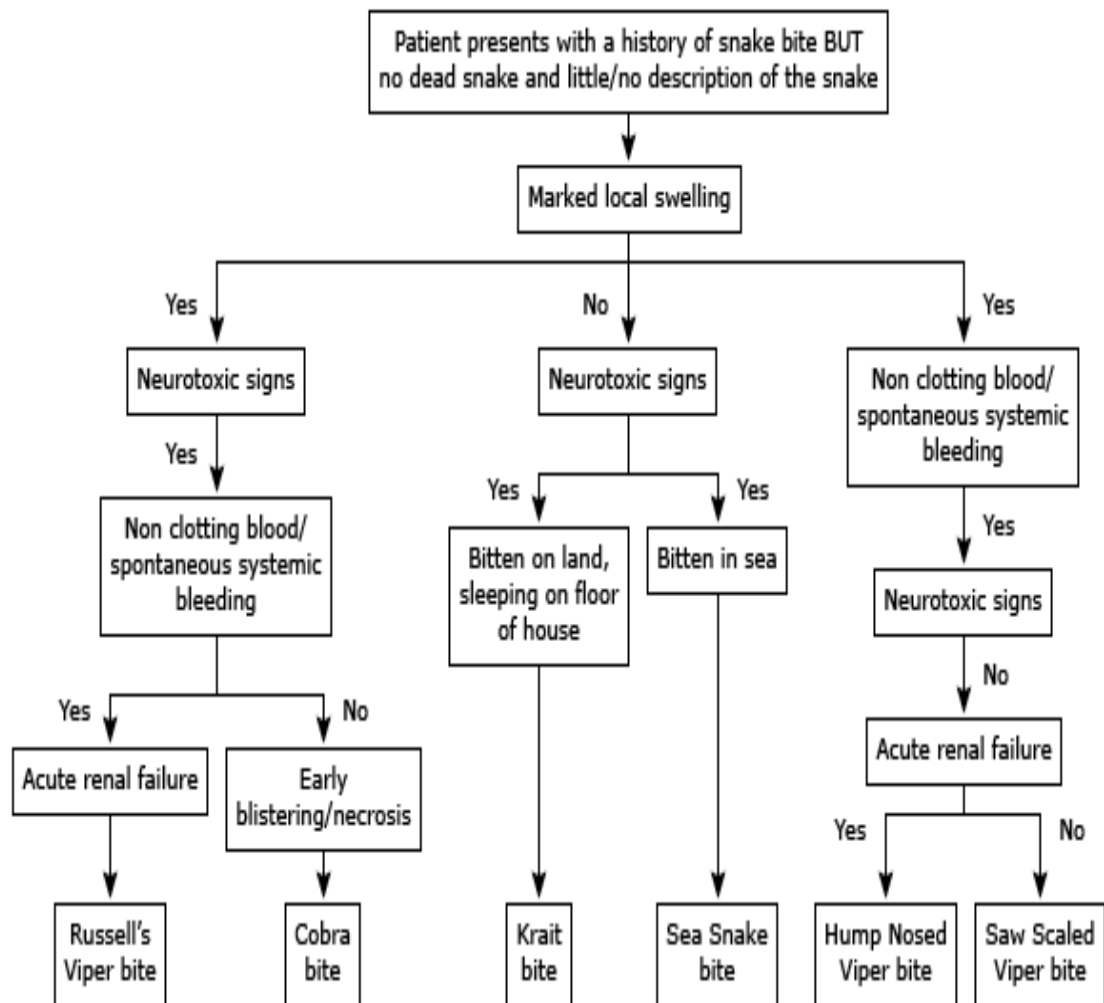 Patient presents with a history of snake bite BUT
no dead snake and little/no description of the snake
Marked local swelling
Yes
No
Yes
Neurotoxic signs
Neurotoxic signs
Non clotting blood/
spontaneous systemic
bleeding
Yes
Yes
Yes
Yes
Non clotting blood/
spontaneous systemic
bleeding
Bitten on land,
sleeping on floor
of house
Bitten in sea
Neurotoxic signs
Yes
No
No
Acute renal failure
Early
blistering/necrosis
Acute renal failure
Yes
No
Russell's
Viper bite
Cobra
bite
Krait
bite
Sea Snake
bite
Hump Nosed
Viper bite
Saw Scaled
Viper bite